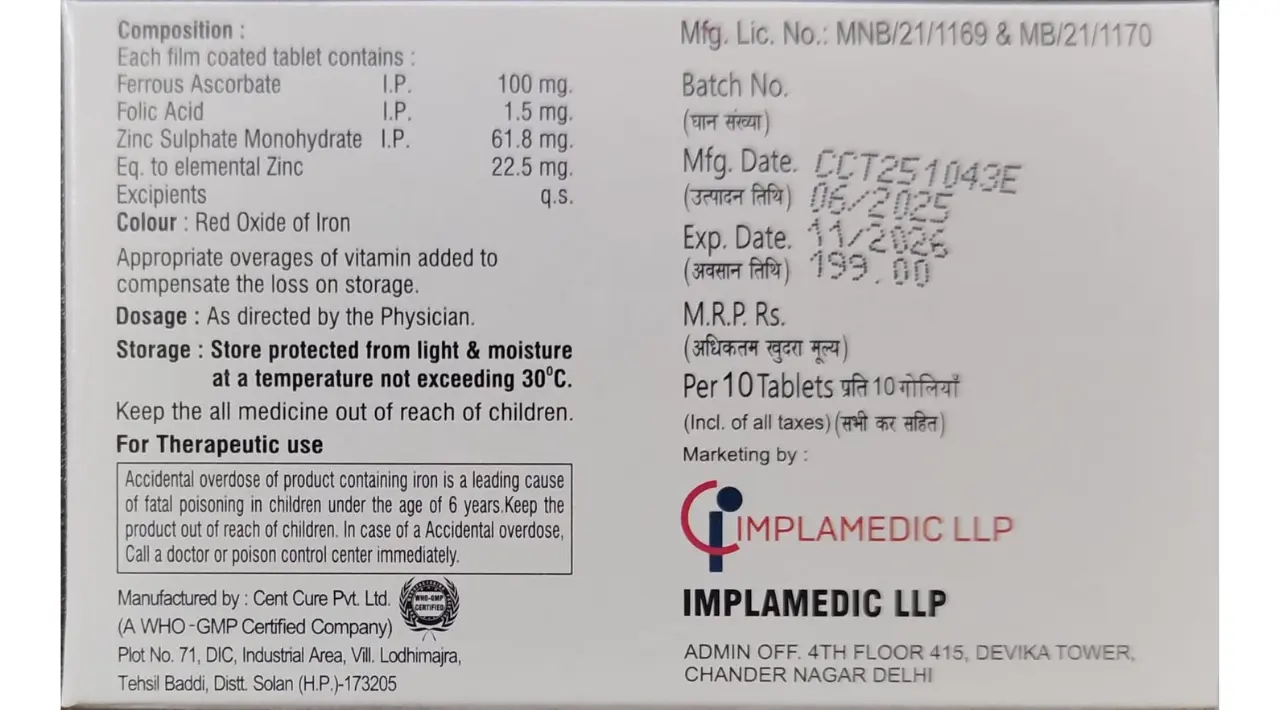 Composition :
Each film coated tablet contains :
Ferrous Ascorbate I.P. 100 mg.
Folic Acid I.P. 1.5 mg.
Zinc Sulphate Monohydrate I.P. 61.8 mg.
Eq. to elemental Zinc 22.5 mg.
Excipients q.s.
Colour : Red Oxide of Iron
Appropriate overages of vitamin added to
compensate the loss on storage.
Dosage : As directed by the Physician.
Storage : Store protected from light & moisture
at a temperature not exceeding 30⁰C.
Keep the all medicine out of reach of children.
For Therapeutic use
Accidental overdose of product containing iron is a leading cause
of fatal poisoning in children under the age of 6 years.Keep the
product out of reach of children. In case of a Accidental overdose,
Call a doctor or poison control center immediately.
Manufactured by : Cent Cure Pvt. Ltd.
(A WHO -GMP Certified Company)
Plot No. 71, DIC, Industrial Area, Vill. Lodhimajra,
Tehsil Baddi, Distt. Solan (H.P.)-173205
WHO-GMP
CERTIFIED
Mfg. Lic. No.: MNB/21/1169 & MB/21/1170
Batch No.
(घान संख्या)
Mfg. Date. CCT251043E
(उत्पादन तिथि) 06/2025
Exp. Date. 11/2026
(अवसान तिथि) 199.00
M.R.P. Rs.
(अधिकतम खुदरा मूल्य)
Per 10 Tablets प्रति 10 गोलियाँ
(Incl. of all taxes) (सभी कर सहित)
Marketing by :
IMPLAMEDIC LLP
IMPLAMEDIC LLP
ADMIN OFF. 4TH FLOOR 415, DEVIKA TOWER,
CHANDER NAGAR DELHI